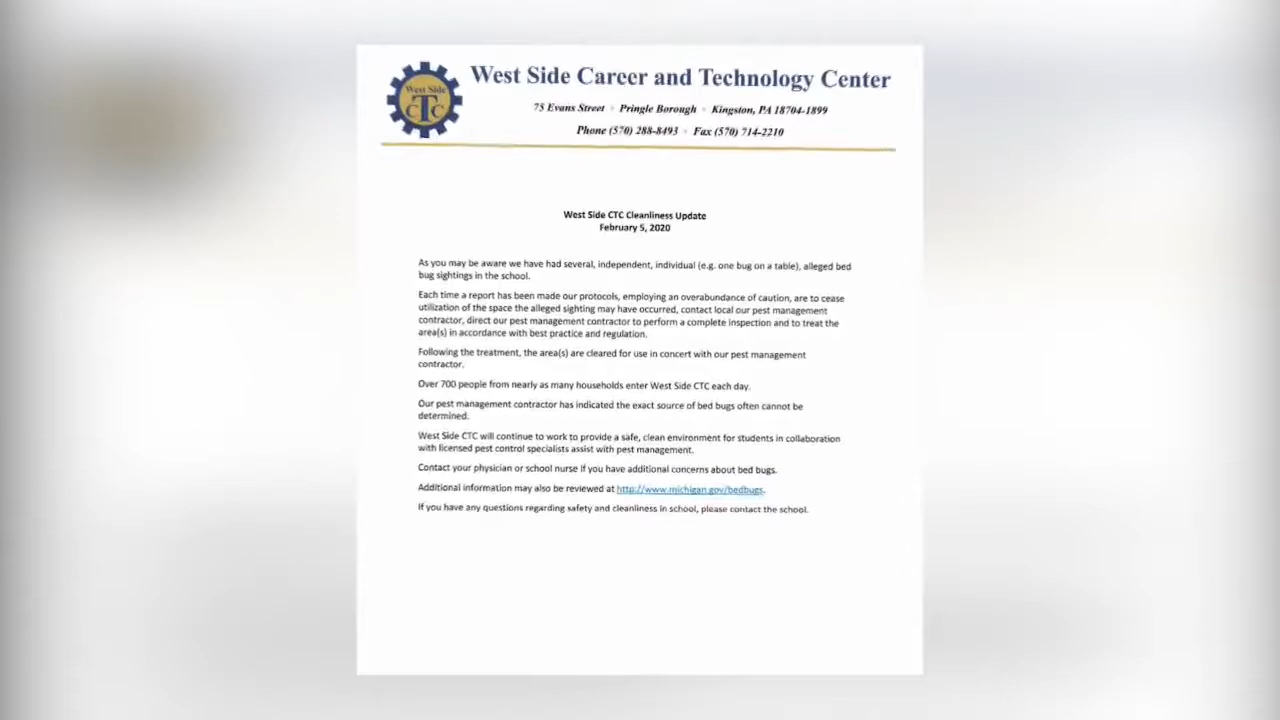 West Side Career and Technology Center
West Side
CTC
75 Evans Street • Pringle Borough • Kingston, PA 18704-1899
Phone (570) 288-8493 • Fax (570) 714-2210
West Side CTC Cleanliness Update
February 5, 2020
As you may be aware we have had several, independent, individual (e.g. one bug on a table), alleged bed
bug sightings in the school.
Each time a report has been made our protocols, employing an overabundance of caution, are to cease
utilization of the space the alleged sighting may have occurred, contact local our pest management
contractor, direct our pest management contractor to perform a complete inspection and to treat the
area(s) in accordance with best practice and regulation.
Following the treatment, the area(s) are cleared for use in concert with our pest management
contractor.
Over 700 people from nearly as many households enter West Side CTC each day.
Our pest management contractor has indicated the exact source of bed bugs often cannot be
determined.
West Side CTC will continue to work to provide a safe, clean environment for students in collaboration
with licensed pest control specialists assist with pest management.
Contact your physician or school nurse if you have additional concerns about bed bugs.
Additional information may also be reviewed at http://www.michigan.gov/bedbugs.
If you have any questions regarding safety and cleanliness in school, please contact the school.